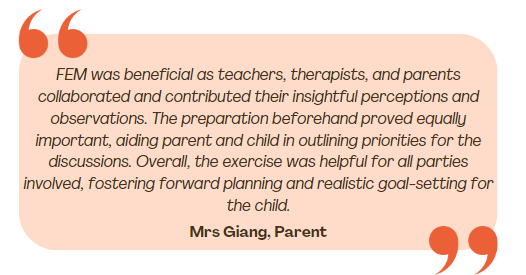 FEM was beneficial as teachers, therapists, and parents
collaborated and contributed their insightful perceptions and
observations. The preparation beforehand proved equally
important, aiding parent and child in outlining priorities for the
discussions. Overall, the exercise was helpful for all parties
involved, fostering forward planning and realistic goal-setting for
the child.
Mrs Giang, Parent